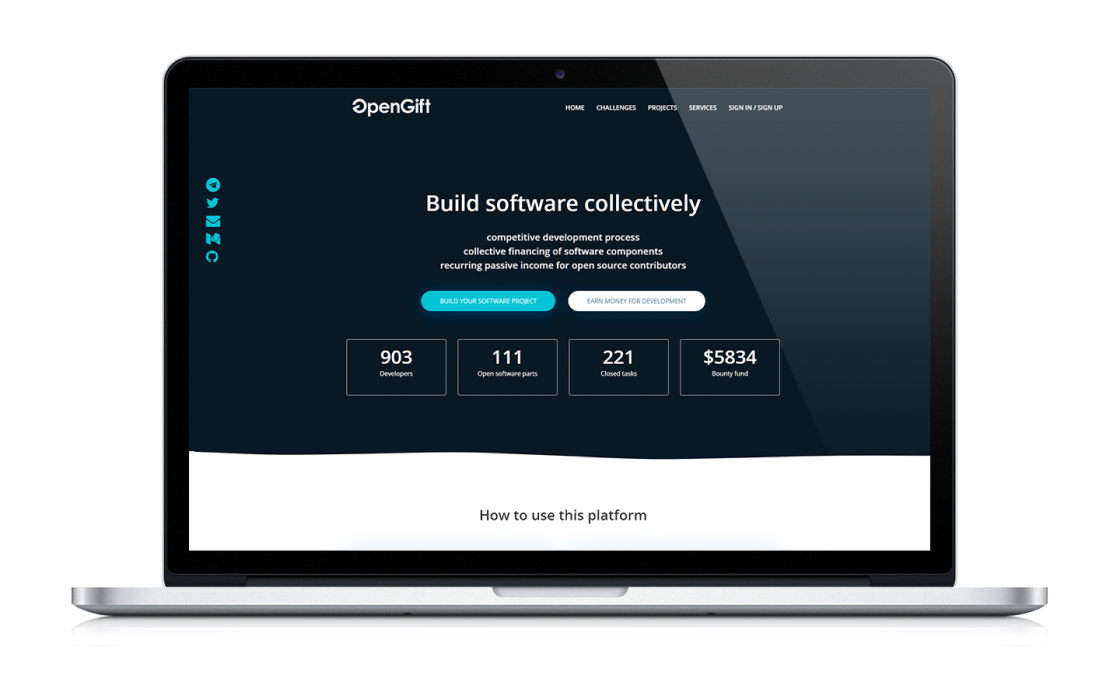 OpenGift
HOME CHALLENGES PROJECTS SERVICES SIGN IN / SIGN UP
Build software collectively
competitive development process
collective financing of software components
recurring passive income for open source contributors
BUILD YOUR SOFTWARE PROJECT
EARN MONEY FOR DEVELOPMENT
903
Developers
111
Open software parts
221
Closed tasks
$5834
Bounty fund
How to use this platform